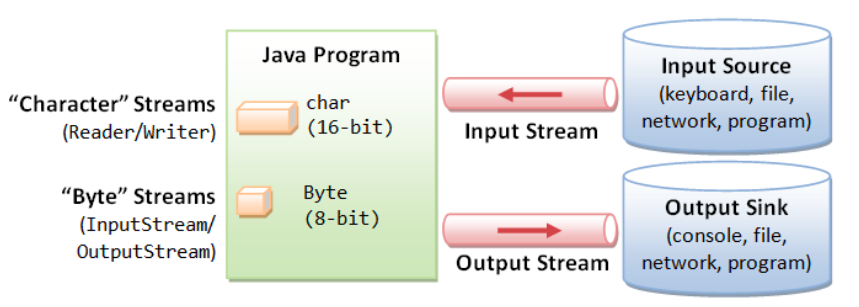 Java Program
“Character” Streams
(Reader/Writer)
char
(16-bit)
“Byte” Streams
(InputStream/
OutputStream)
Byte
(8-bit)
Input Stream
Output Stream
Input Source
(keyboard, file,
network, program)
Output Sink
(console, file,
network, program)